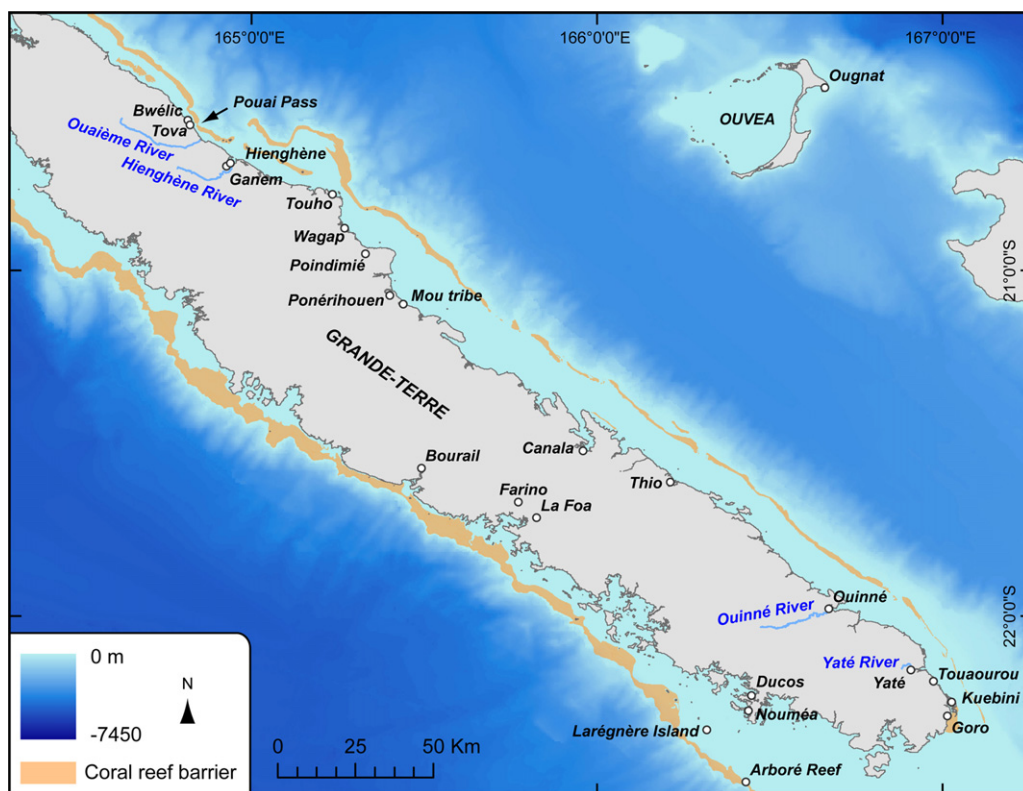 165°0'0"E
166°0'0"E
167°0'0"E
Ougnat
Pouai Pass
Bwélic
OUVEA
Tova
Ouaième River
Hienghène
Ganem
Hienghène River
Touho
Wagap
Poindimié
21°0'0"S
Ponérihouen
Mou tribe
GRANDE-TERRE
Canala
Bourail
Thio
Farino
La Foa
Ouinné
22°0'0"S
Ouinné River
Yaté River
Touaourou
Yaté
Ducos
Kuebini
Nouméa
Goro
Larégnère Island
Arboré Reef
0 m
N
-7450
0 25 50 Km
Coral reef barrier